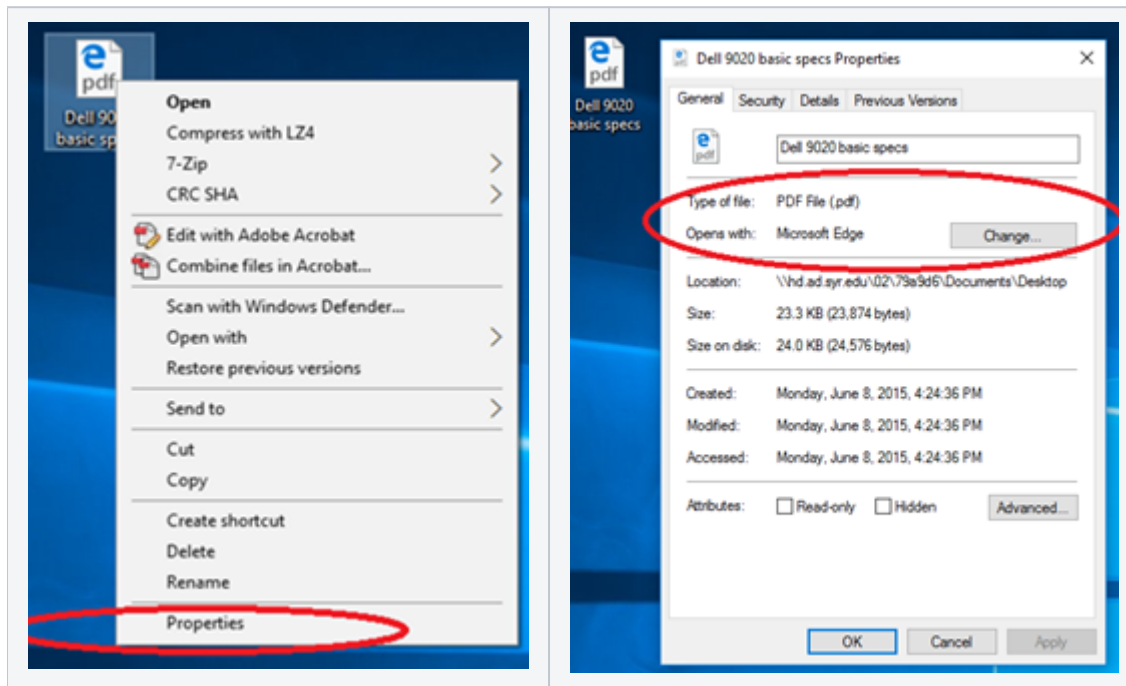 pdf
Dell 90
basic sp
Open
Compress with LZ4
7-Zip
CRC SHA
Edit with Adobe Acrobat
Combine files in Acrobat...
Scan with Windows Defender...
Open with
Restore previous versions
Send to
Cut
Copy
Create shortcut
Delete
Rename
Properties
pdf
Dell 9020
basic specs
Dell 9020 basic specs Properties
General Security Details Previous Versions
pdf
Dell 9020 basic specs
Type of file: PDF File (.pdf)
Opens with: Microsoft Edge Change...
Location: \\hd.ad.syr.edu\02\79a9d6\Documents\Desktop
Size: 23.3 KB (23,874 bytes)
Size on disk: 24.0 KB (24,576 bytes)
Created: Monday, June 8, 2015, 4:24:36 PM
Modified: Monday, June 8, 2015, 4:24:36 PM
Accessed: Monday, June 8, 2015, 4:24:36 PM
Attributes: Read-only Hidden Advanced...
OK Cancel Apply